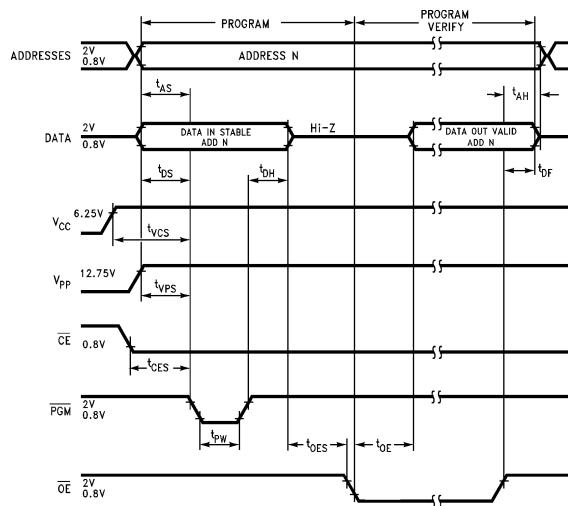 PROGRAM
PROGRAM
VERIFY
ADDRESSES
2V
0.8V
ADDRESS N
tAS
tAH
DATA
2V
0.8V
DATA IN STABLE
ADD N
Hi-Z
DATA OUT VALID
ADD N
tDS
tDH
tDF
VCC
6.25V
tVCS
VPP
12.75V
tVPS
CE
0.8V
tCES
PGM
2V
0.8V
tPW
tOES
tOE
OE
2V
0.8V